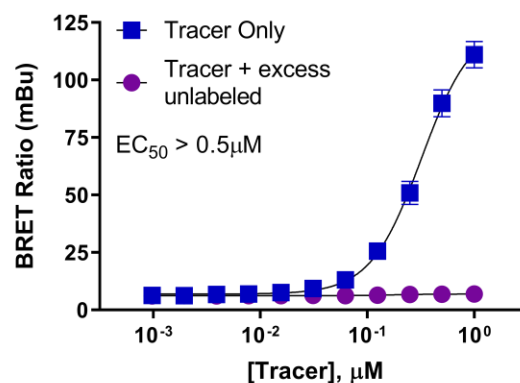 125
100
75
50
25
0
BRET Ratio (mBu)
Tracer Only
Tracer + excess
unlabeled
EC50 > 0.5μM
10-3
10-2
10-1
100
[Tracer], μM